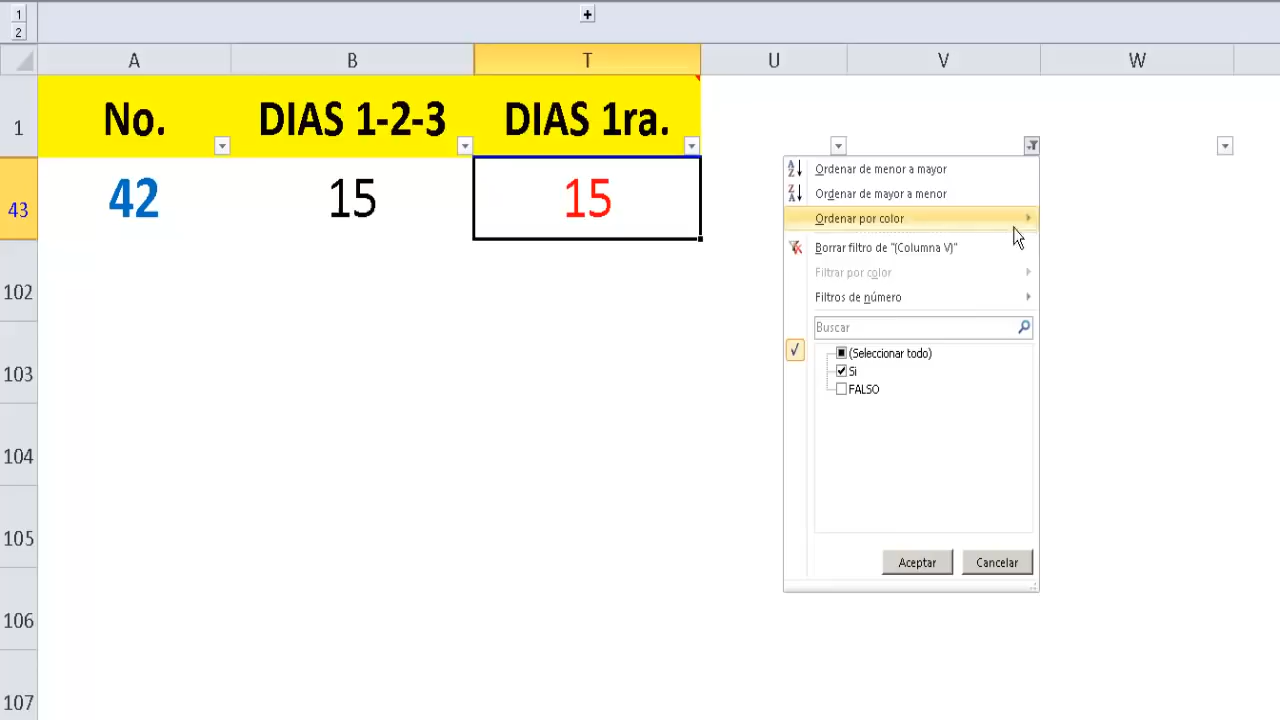 1
2
+
A B T U V W
1 No. DIAS 1-2-3 DIAS 1ra.
43 42 15 15
Ordenar de menor a mayor
Ordenar de mayor a menor
Ordenar por color
Borrar filtro de "(Columna V)"
Filtrar por color
Filtros de número
Buscar
(Seleccionar todo)
Si
FALSO
Aceptar Cancelar
102
103
104
105
106
107